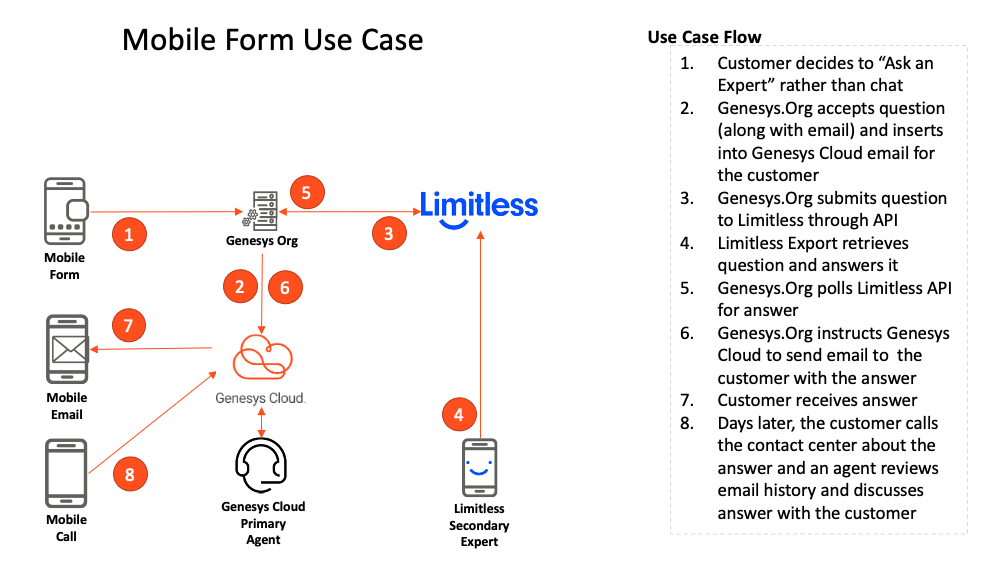 Mobile Form Use Case
Use Case Flow
1. Customer decides to “Ask an
Expert” rather than chat
2. Genesys.Org accepts question
(along with email) and inserts
into Genesys Cloud email for
the customer
3. Genesys.Org submits question
to Limitless through API
4. Limitless Export retrieves
question and answers it
5. Genesys.Org polls Limitless API
for answer
6. Genesys.Org instructs Genesys
Cloud to send email to the
customer with the answer
7. Customer receives answer
8. Days later, the customer calls
the contact center about the
answer and an agent reviews
email history and discusses
answer with the customer
5
Limitless
1
3
Genesys Org
Mobile
Form
2
6
7
Genesys Cloud.
Mobile
Email
4
8
Mobile
Call
Genesys Cloud
Primary
Agent
Limitless
Secondary
Expert